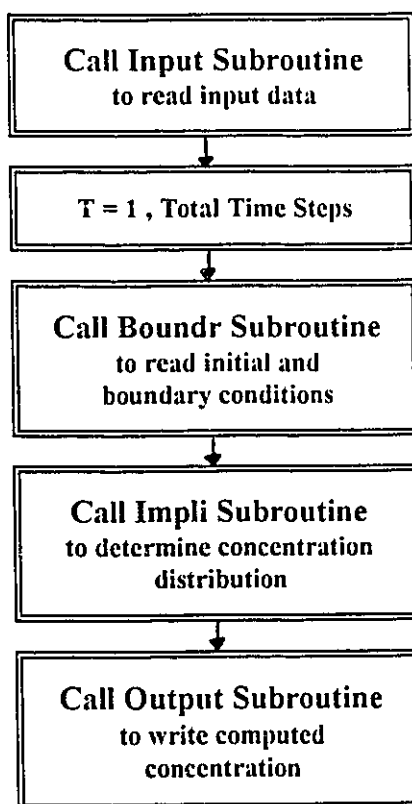 Call Input Subroutine
to read input data
T = 1 , Total Time Steps
Call Boundr Subroutine
to read initial and
boundary conditions
Call Impli Subroutine
to determine concentration
distribution
Call Output Subroutine
to write computed
concentration